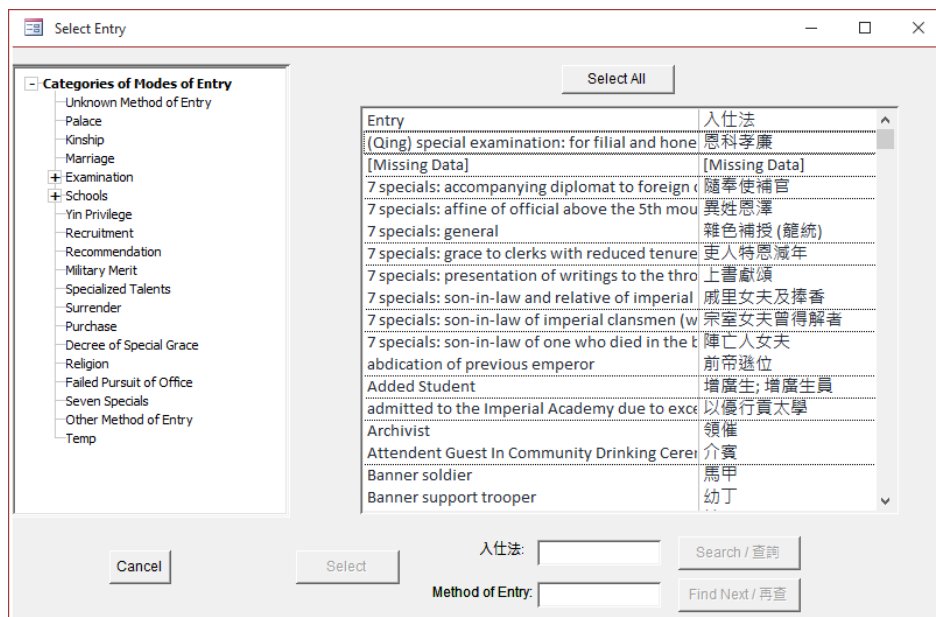 Select Entry
Categories of Modes of Entry
Unknown Method of Entry
Palace
Kinship
Marriage
Examination
Schools
Yin Privilege
Recruitment
Recommendation
Military Merit
Specialized Talents
Surrender
Purchase
Decree of Special Grace
Religion
Failed Pursuit of Office
Seven Specials
Other Method of Entry
Temp
Select All
Entry 入仕法
(Qing) special examination: for filial and hone 恩科孝廉
[Missing Data] [Missing Data]
7 specials: accompanying diplomat to foreign c 隨奉使補官
7 specials: affine of official above the 5th mou 異姓恩澤
7 specials: general 雜色補授 (籠統)
7 specials: grace to clerks with reduced tenure 吏人特恩減年
7 specials: presentation of writings to the thro 上書獻頌
7 specials: son-in-law and relative of imperial 戚里女夫及捧香
7 specials: son-in-law of imperial clansmen (w 宗室女夫曾得解者
7 specials: son-in-law of one who died in the b 陣亡人女夫
abdication of previous emperor 前帝遜位
Added Student 增廣生; 增廣生員
admitted to the Imperial Academy due to exce 以優行貢太學
Archivist 領催
Attendent Guest In Community Drinking Cerer 介賓
Banner soldier 馬甲
Banner support trooper 幼丁
Cancel
Select
入仕法:
Search / 查詢
Method of Entry:
Find Next / 再查